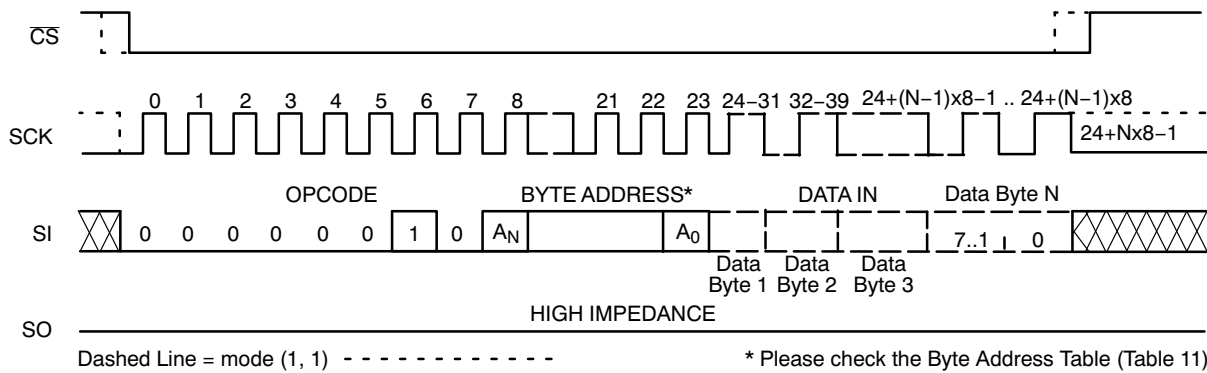 CS
0 1 2 3 4 5 6 7 8 21 22 23 24–31 32–39 24+(N–1)x8–1 .. 24+(N–1)x8
SCK
24+Nx8–1
OPCODE BYTE ADDRESS* DATA IN Data Byte N
SI 0 0 0 0 0 0 1 0 AN A0 7..1 0
Data Byte 1 Data Byte 2 Data Byte 3
HIGH IMPEDANCE
SO
Dashed Line = mode (1, 1) * Please check the Byte Address Table (Table 11)